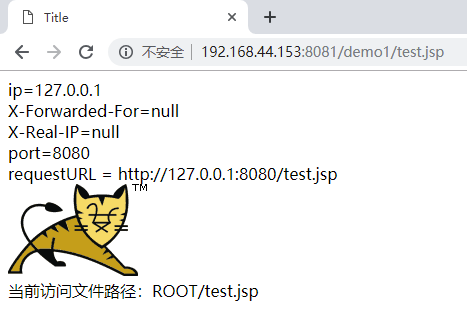 Title
不安全 | 192.168.44.153:8081/demo1/test.jsp
ip=127.0.0.1
X-Forwarded-For=null
X-Real-IP=null
port=8080
requestURL = http://127.0.0.1:8080/test.jsp
TM
当前访问文件路径：ROOT/test.jsp